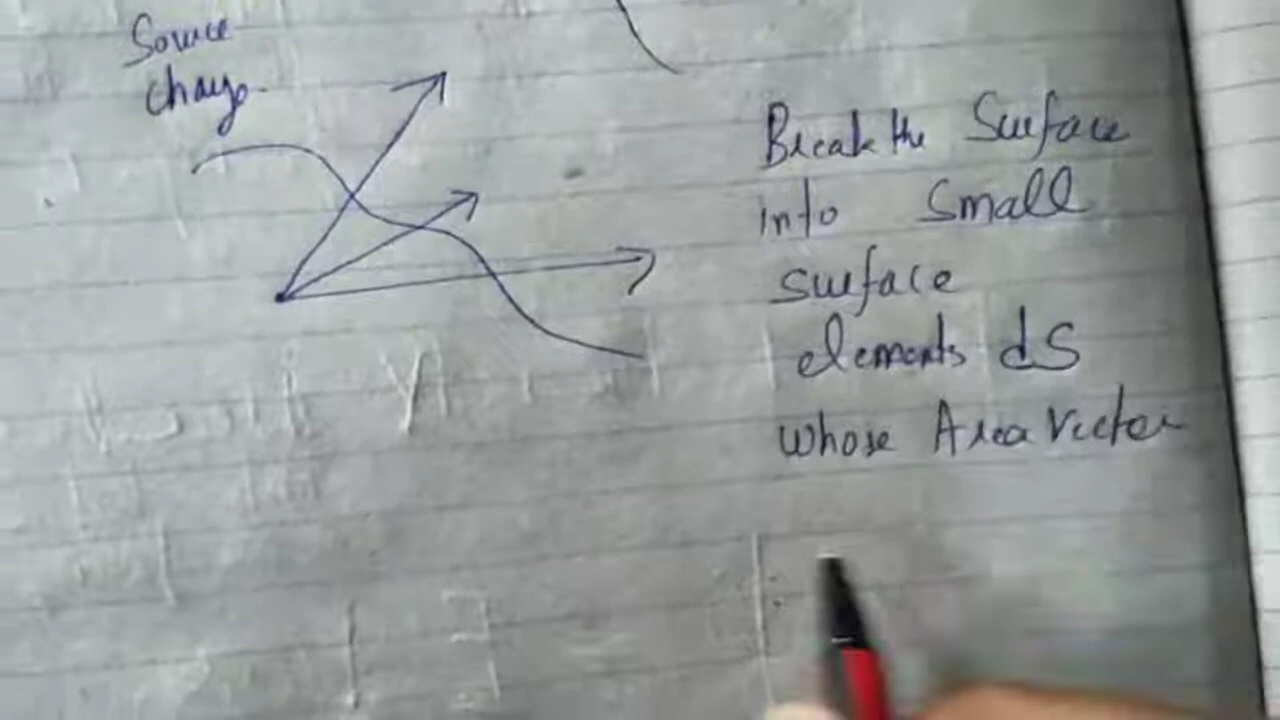 Source
charge
Break the Surface
into Small
surface
elements dS
whose Area Vector